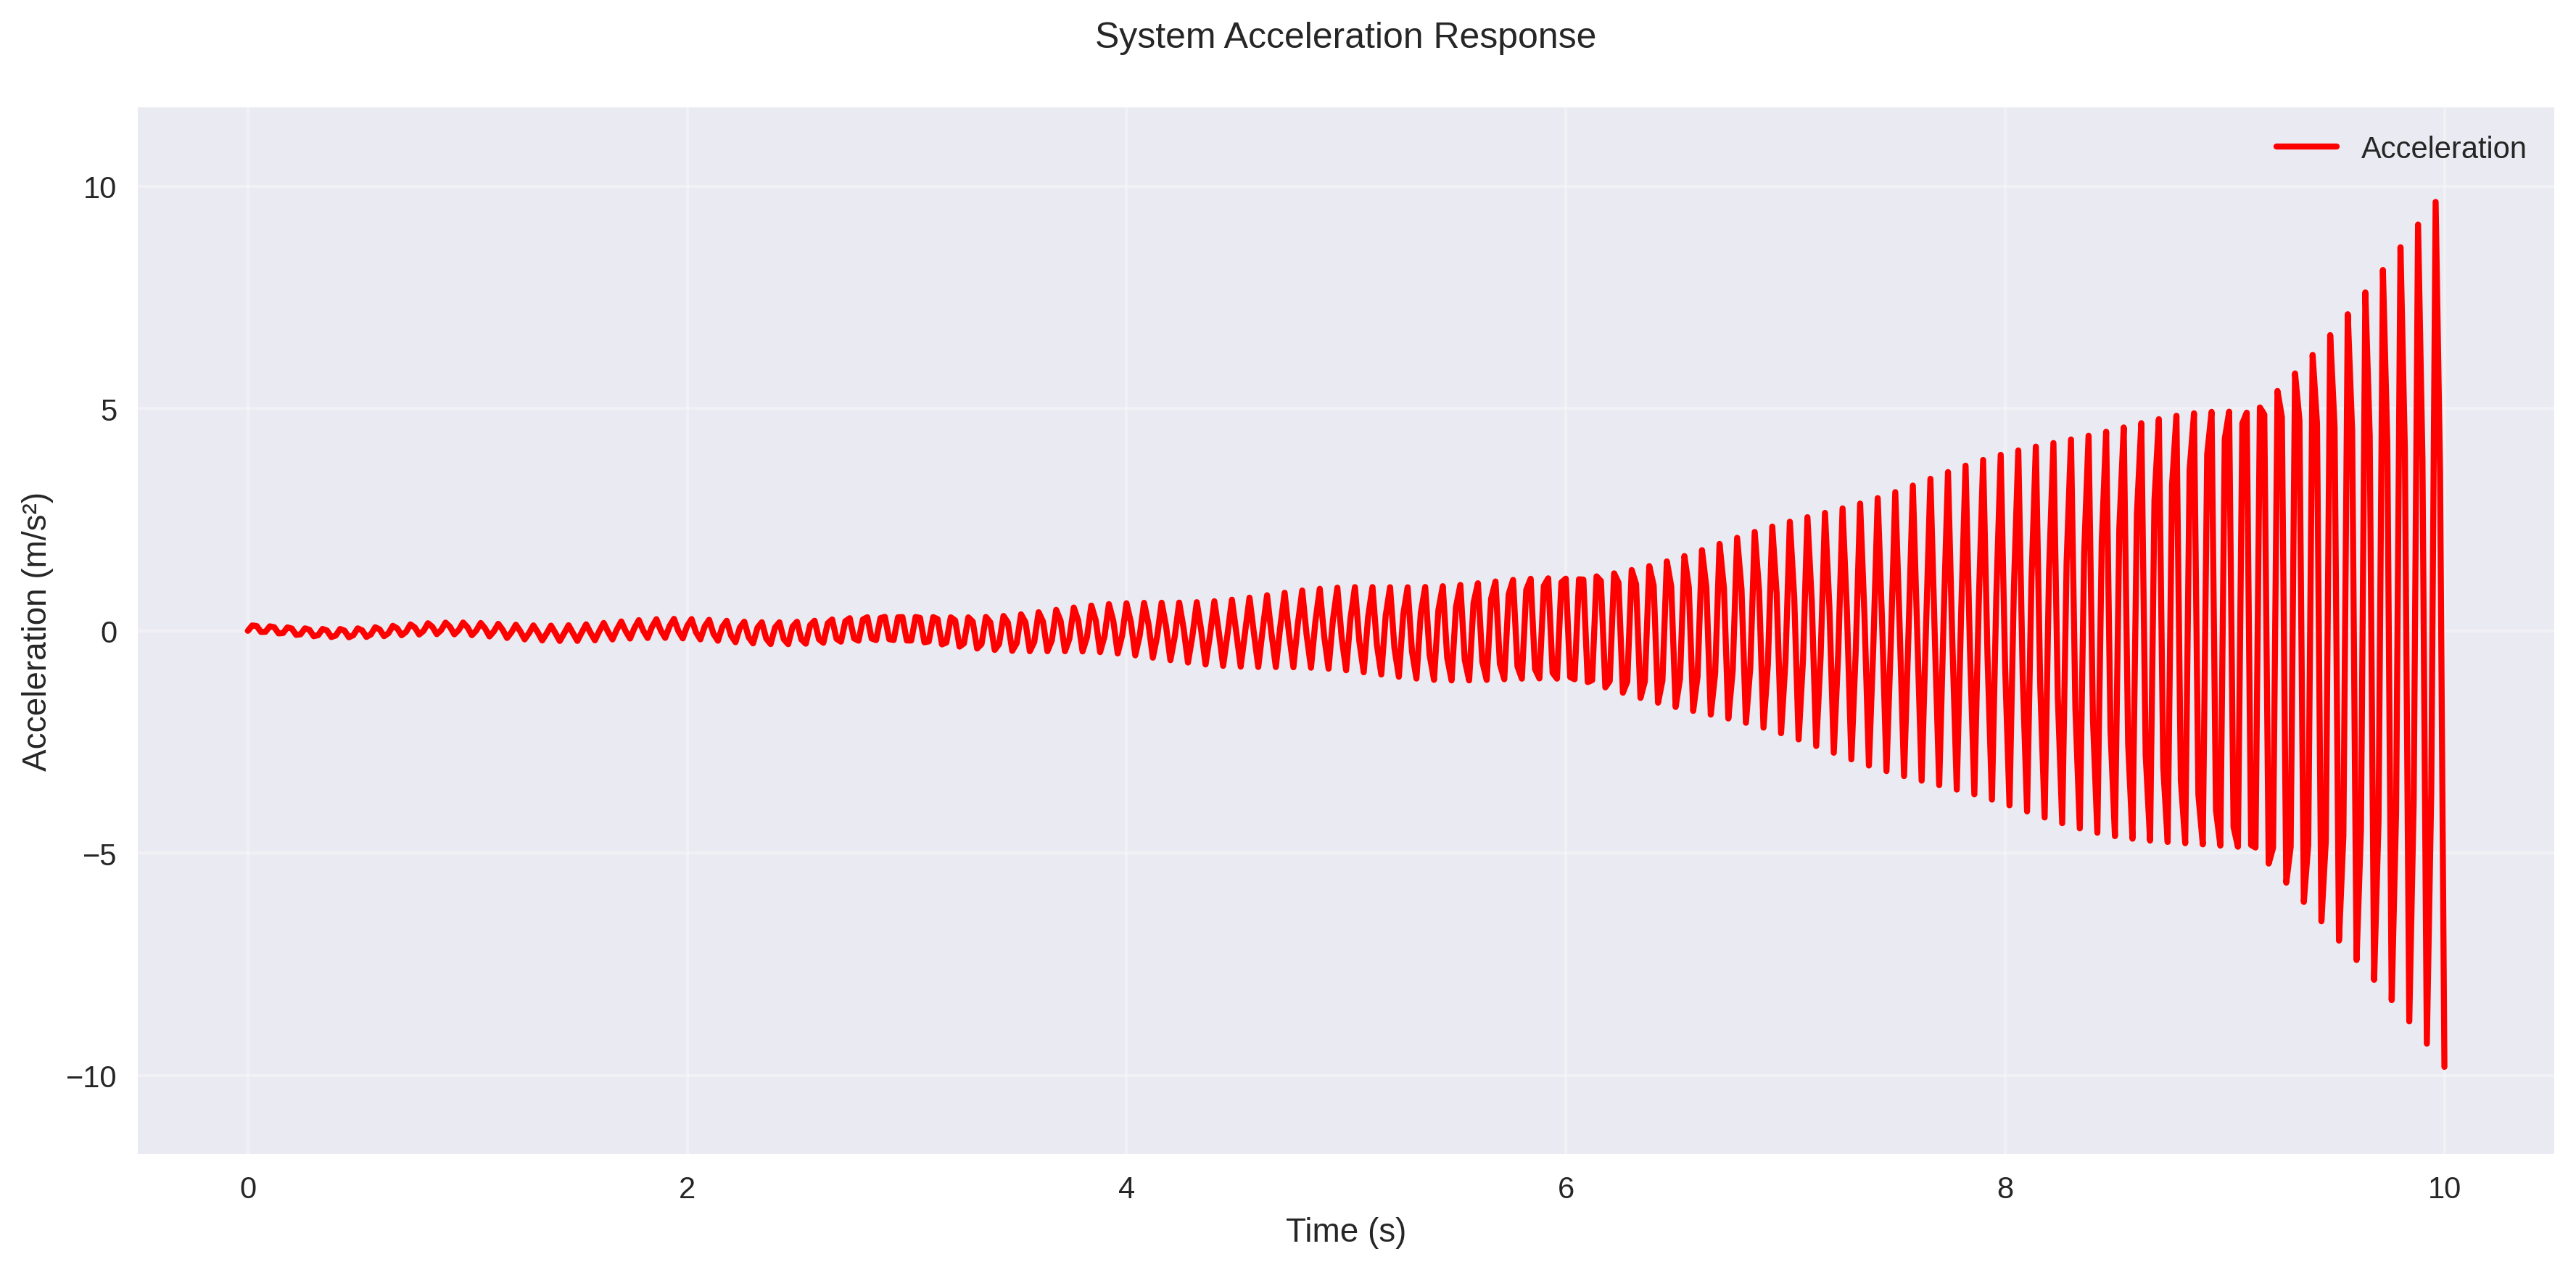 System Acceleration Response
Acceleration
10
5
0
−5
−10
Acceleration (m/s²)
0 2 4 6 8 10
Time (s)